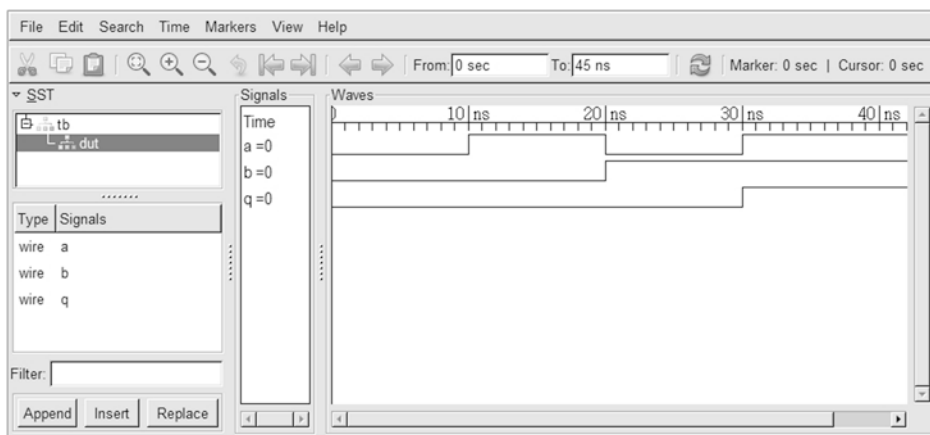 File Edit Search Time Markers View Help
From: 0 sec To: 45 ns Marker: 0 sec | Cursor: 0 sec
SST
tb
dut
Type Signals
wire a
wire b
wire q
Filter:
Append Insert Replace
Signals
Time
a =0
b =0
q =0
Waves
0 10 ns 20 ns 30 ns 40 ns